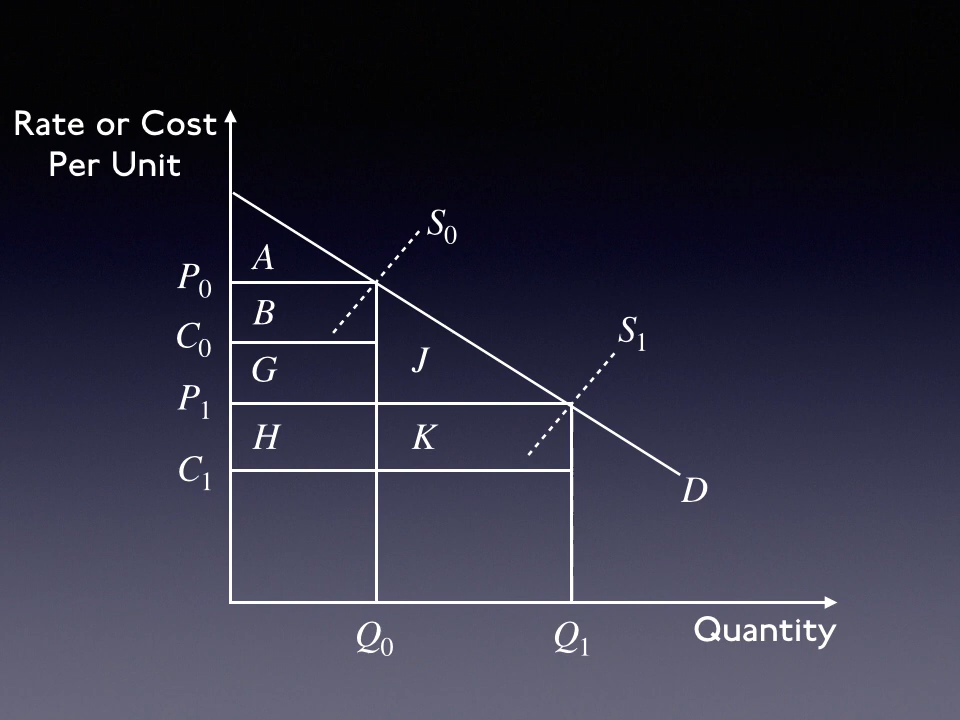 Rate or Cost
Per Unit
S₀
A
P₀
B
C₀
S₁
G
J
P₁
H
K
C₁
D
Q₀
Q₁
Quantity